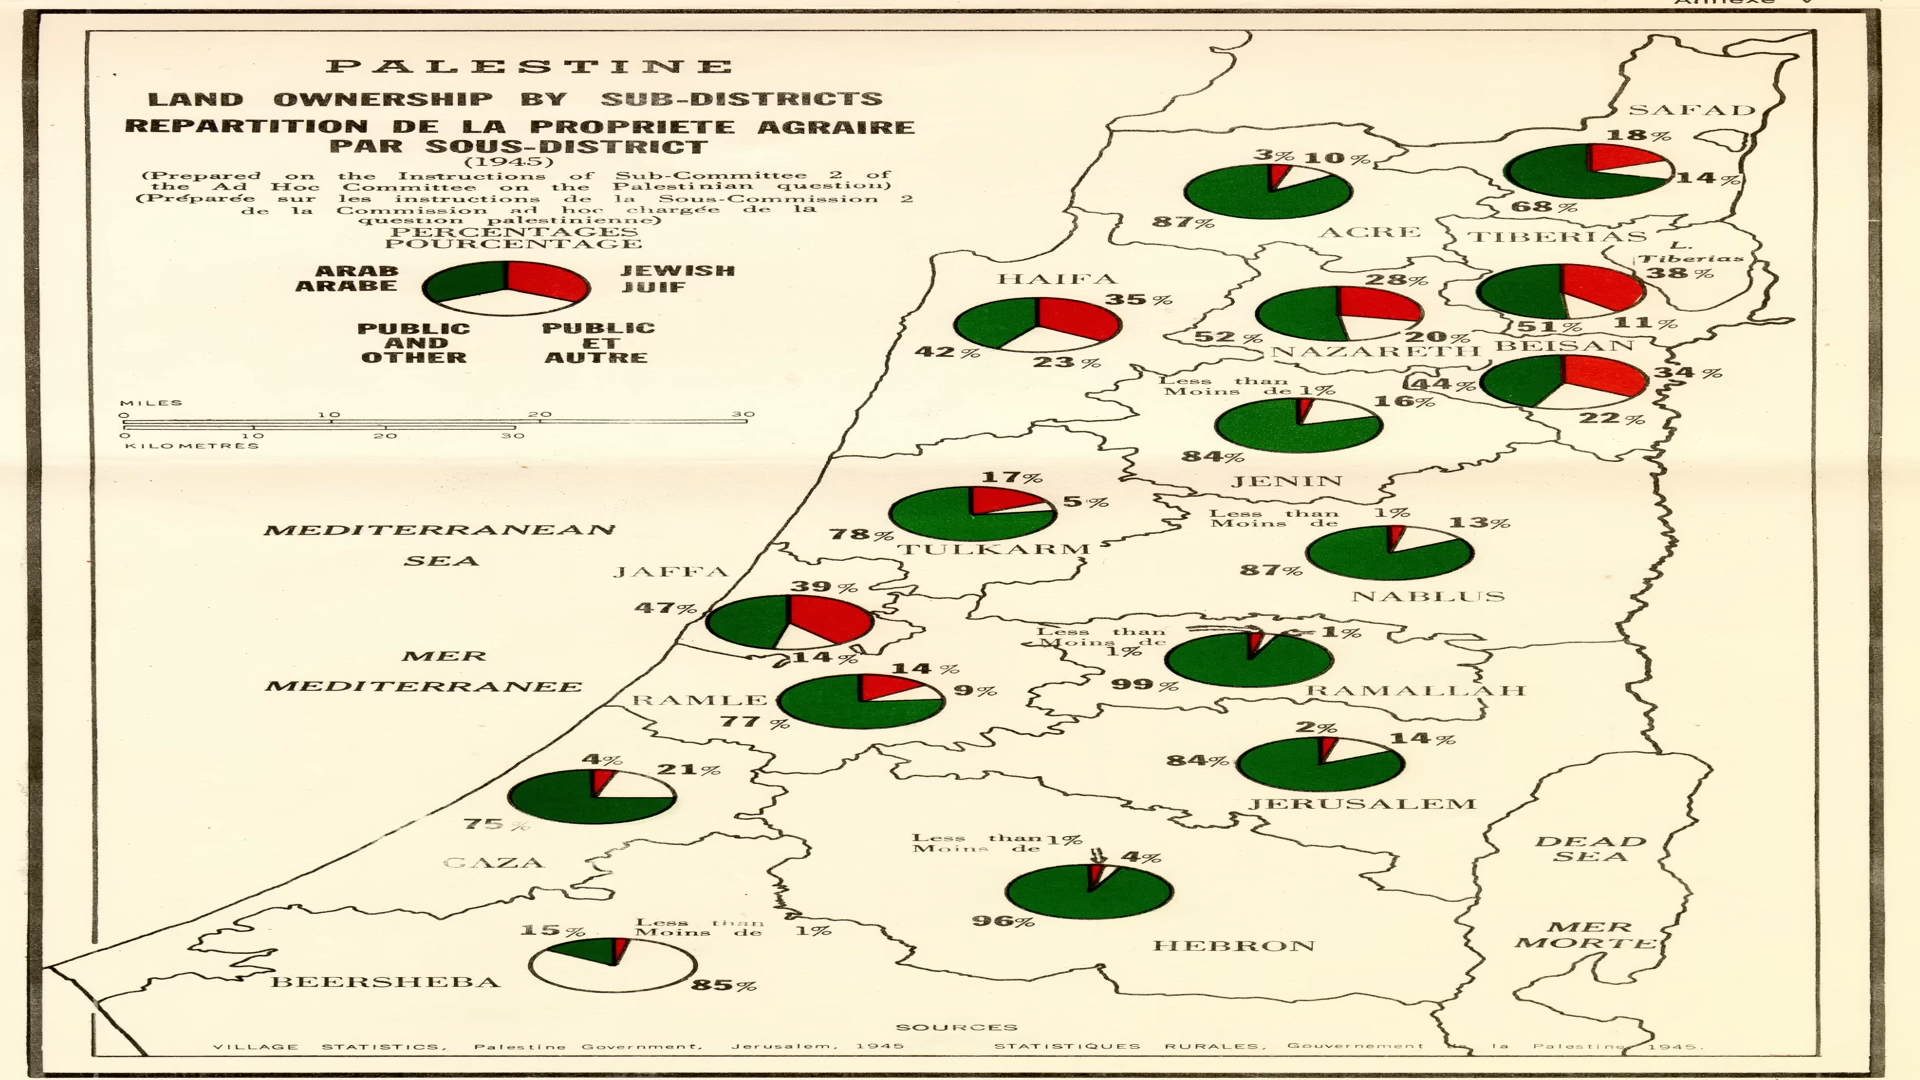 Annexe V
PALESTINE
LAND OWNERSHIP BY SUB-DISTRICTS
REPARTITION DE LA PROPRIETE AGRAIRE
PAR SOUS-DISTRICT
(1945)
(Prepared on the Instructions of Sub-Committee 2 of
the Ad Hoc Committee on the Palestinian question)
(Préparée sur les instructions de la Sous-Commission 2
de la Commission ad hoc chargée de la
question palestinienne)
PERCENTAGES
POURCENTAGE
ARAB
ARABE
JEWISH
JUIF
PUBLIC
AND
OTHER
PUBLIC
ET
AUTRE
MILES
0 10 20 30
0 10 20 30
KILOMETRES
SAFAD
18%
14%
68%
3% 10%
87%
ACRE
TIBERIAS
L.
Tiberias
38%
51% 11%
HAIFA
35%
42%
23%
28%
52%
20%
NAZARETH
BEISAN
34%
44%
22%
Less than
Moins de 1%
16%
84%
JENIN
17%
5%
78%
TULKARM
Less than
Moins de
1%
13%
87%
NABLUS
JAFFA
39%
47%
14%
14%
9%
RAMLE
77%
Less than
Moins de
1%
1%
99%
RAMALLAH
2%
14%
84%
JERUSALEM
4%
21%
75%
GAZA
Less than 1%
Moins de
4%
96%
HEBRON
15%
Less than
Moins de 1%
85%
BEERSHEBA
MEDITERRANEAN
SEA
MER
MEDITERRANEE
DEAD
SEA
MER
MORTE
SOURCES
VILLAGE STATISTICS, Palestine Government, Jerusalem, 1945
STATISTIQUES RURALES, Gouvernement de la Palestine, 1945.